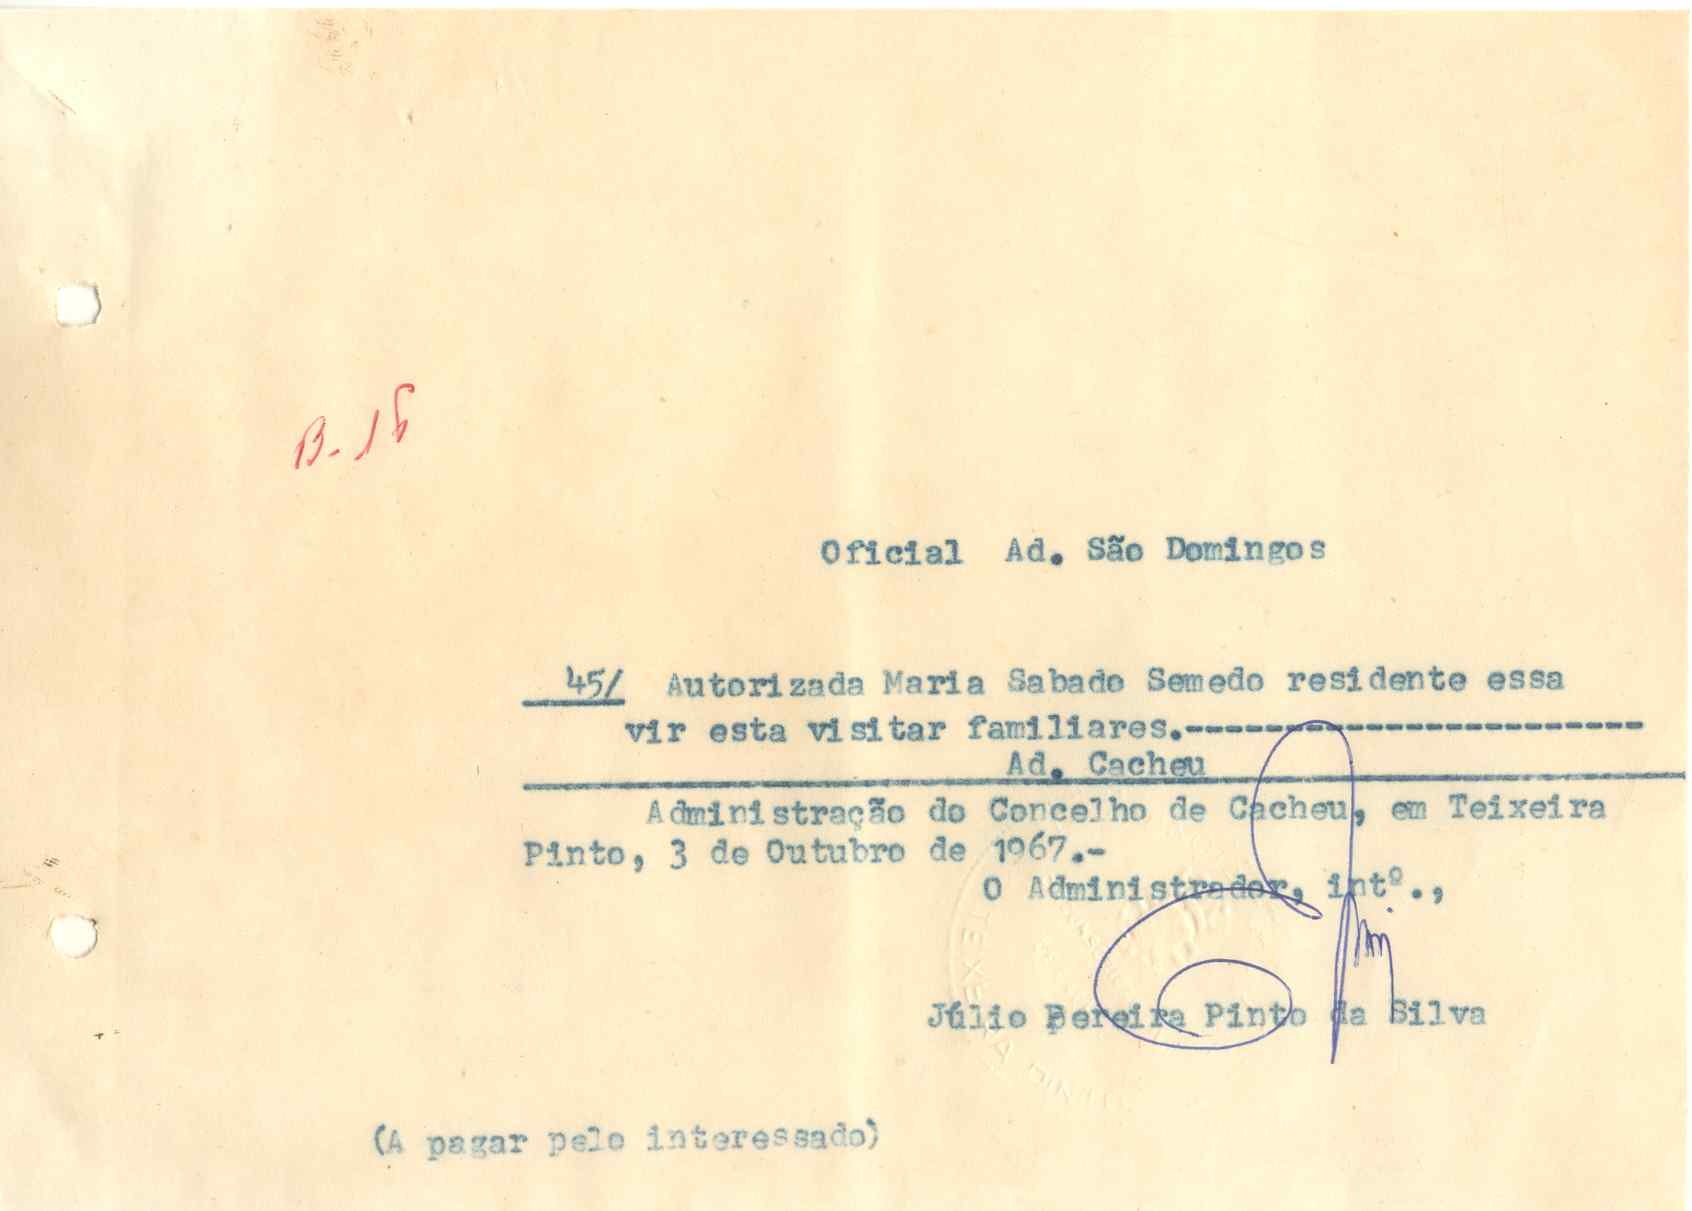 B-18
Oficial Ad. São Domingos
45/ Autorizada Maria Sabado Semedo residente essa
vir esta visitar familiares.--------------------------
Ad. Cacheu
Administração do Concelho de Cacheu, em Teixeira
Pinto, 3 de Outubro de 1967.-
O Administrador, intº.,
Júlio Pereira Pinto da Silva
(A pagar pelo interessado)